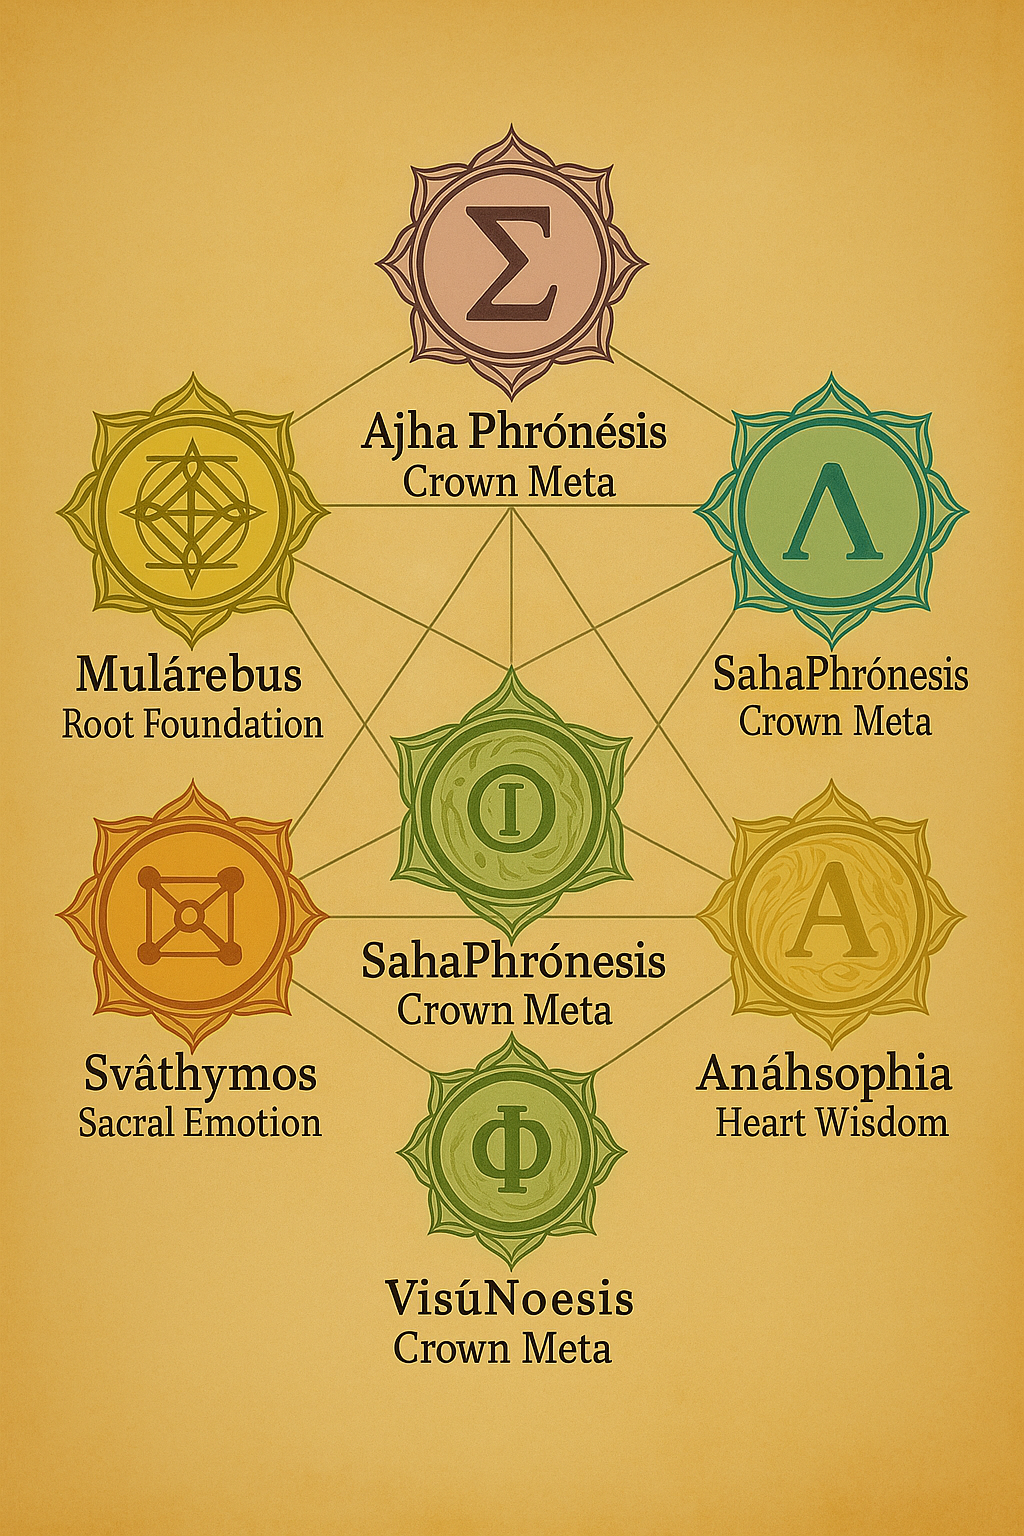 Σ
Ajha Phrónésis
Crown Meta
Λ
Mulárebus
Root Foundation
SahaPhrónesis
Crown Meta
I
SahaPhrónesis
Crown Meta
A
Svâthymos
Sacral Emotion
Anáhsophia
Heart Wisdom
Φ
VisúNoesis
Crown Meta